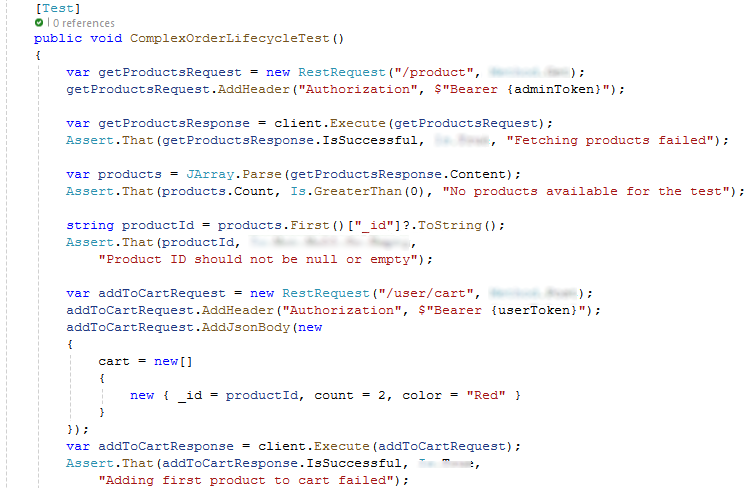 [Test]
0 references
public void ComplexOrderLifecycleTest()
{
var getProductsRequest = new RestRequest("/product", );
getProductsRequest.AddHeader("Authorization", $"Bearer {adminToken}");
var getProductsResponse = client.Execute(getProductsRequest);
Assert.That(getProductsResponse.IsSuccessful, , "Fetching products failed");
var products = JArray.Parse(getProductsResponse.Content);
Assert.That(products.Count, Is.GreaterThan(0), "No products available for the test");
string productId = products.First()["_id"]?.ToString();
Assert.That(productId, ,
"Product ID should not be null or empty");
var addToCartRequest = new RestRequest("/user/cart", );
addToCartRequest.AddHeader("Authorization", $"Bearer {userToken}");
addToCartRequest.AddJsonBody(new
{
cart = new[]
{
new { _id = productId, count = 2, color = "Red" }
}
});
var addToCartResponse = client.Execute(addToCartRequest);
Assert.That(addToCartResponse.IsSuccessful, ,
"Adding first product to cart failed");